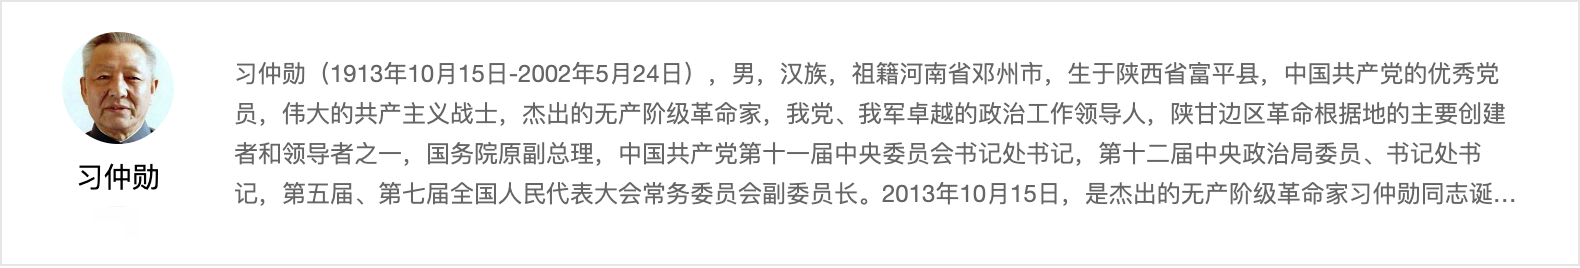 习仲勋（1913年10月15日-2002年5月24日），男，汉族，祖籍河南省邓州市，生于陕西省富平县，中国共产党的优秀党
员，伟大的共产主义战士，杰出的无产阶级革命家，我党、我军卓越的政治工作领导人，陕甘边区革命根据地的主要创建
者和领导者之一，国务院原副总理，中国共产党第十一届中央委员会书记处书记，第十二届中央政治局委员、书记处书
记，第五届、第七届全国人民代表大会常务委员会副委员长。2013年10月15日，是杰出的无产阶级革命家习仲勋同志诞...
习仲勋